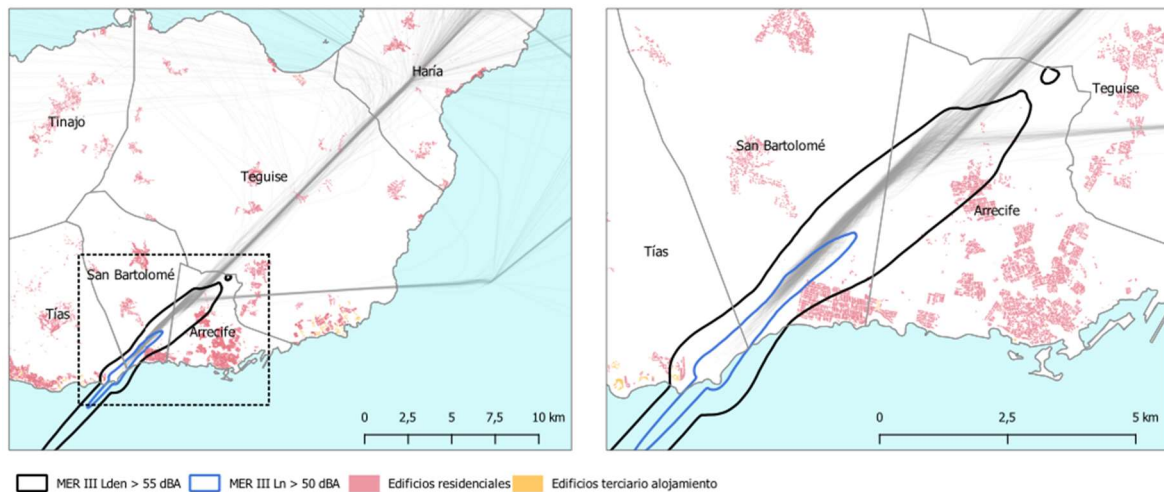 Haría
Tinajo
Teguise
San Bartolomé
Tías
Arrecife
0 2,5 5 7,5 10 km
Teguise
San Bartolomé
Arrecife
Tías
0 2,5 5 km
MER III Lden > 55 dBA MER III Ln > 50 dBA Edificios residenciales Edificios terciario alojamiento